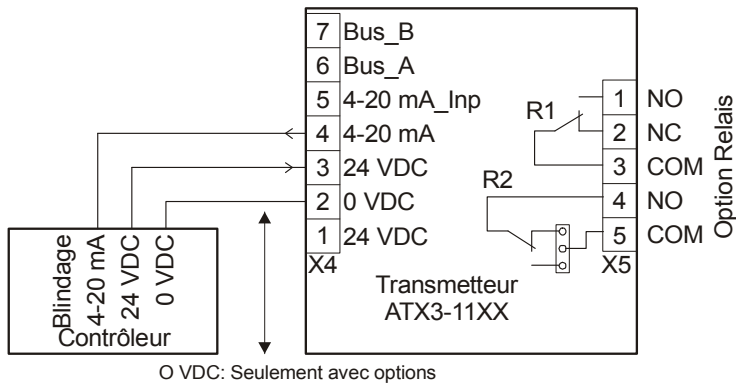 7 Bus_B
6 Bus_A
5 4-20 mA_Inp
4 4-20 mA
3 24 VDC
2 0 VDC
1 24 VDC
X4
R1
R2
1 NO
2 NC
3 COM
4 NO
5 COM
X5
Option Relais
Transmetteur
ATX3-11XX
Blindage
4-20 mA
24 VDC
0 VDC
Contrôleur
O VDC: Seulement avec options